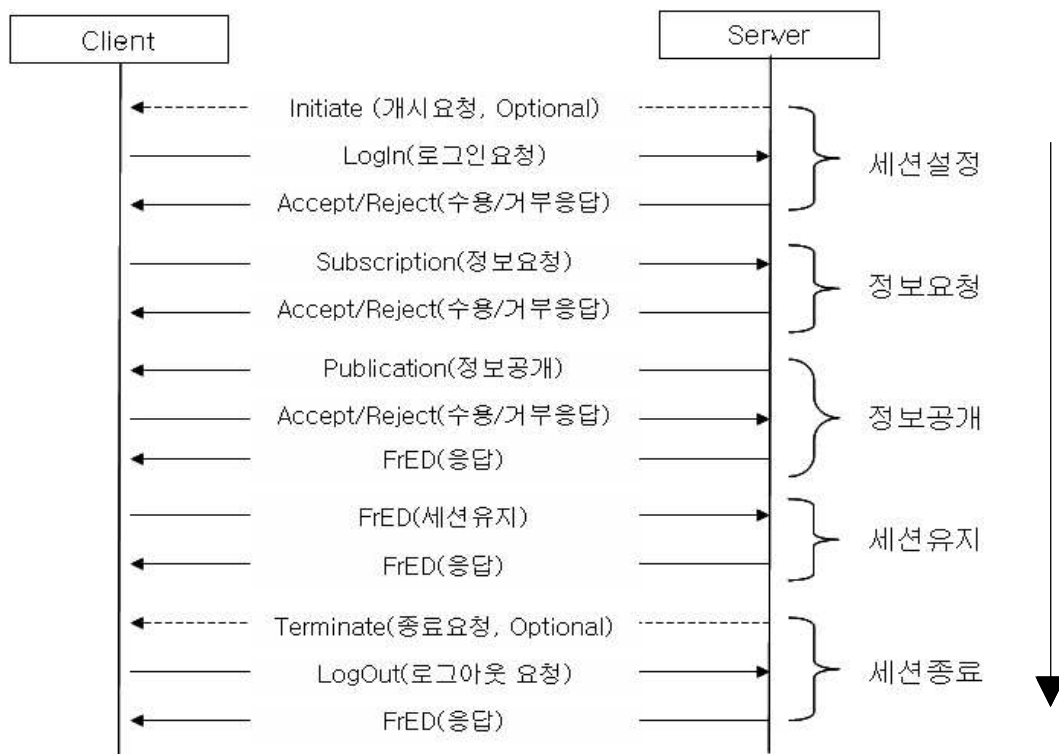 Client
Server
Initiate (개시요청, Optional)
LogIn(로그인요청)
Accept/Reject(수용/거부응답)
세션설정
Subscription(정보요청)
Accept/Reject(수용/거부응답)
정보요청
Publication(정보공개)
Accept/Reject(수용/거부응답)
FrED(응답)
정보공개
FrED(세션유지)
FrED(응답)
세션유지
Terminate(종료요청, Optional)
LogOut(로그아웃 요청)
FrED(응답)
세션종료